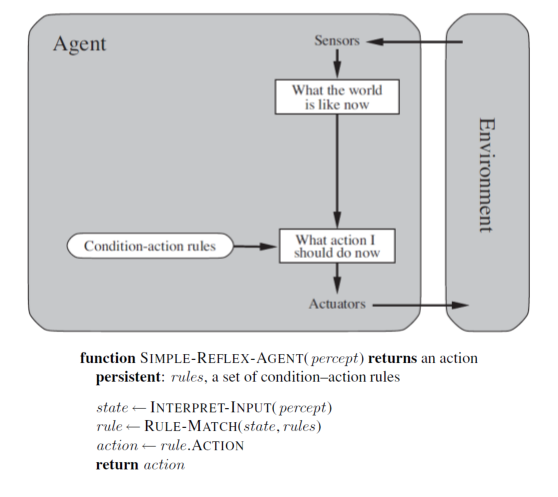 Agent
Sensors
What the world
is like now
Environment
Condition-action rules
What action I
should do now
Actuators
function SIMPLE-REFLEX-AGENT(percept) returns an action
persistent: rules, a set of condition–action rules
state ← INTERPRET-INPUT(percept)
rule ← RULE-MATCH(state, rules)
action ← rule.ACTION
return action